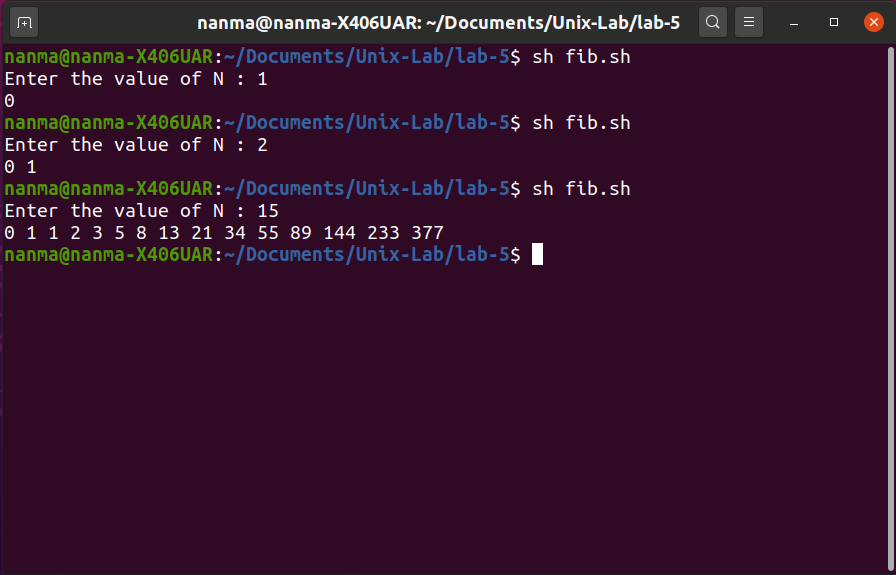 nanma@nanma-X406UAR: ~/Documents/Unix-Lab/lab-5
nanma@nanma-X406UAR:~/Documents/Unix-Lab/lab-5$ sh fib.sh
Enter the value of N : 1
0
nanma@nanma-X406UAR:~/Documents/Unix-Lab/lab-5$ sh fib.sh
Enter the value of N : 2
0 1
nanma@nanma-X406UAR:~/Documents/Unix-Lab/lab-5$ sh fib.sh
Enter the value of N : 15
0 1 1 2 3 5 8 13 21 34 55 89 144 233 377
nanma@nanma-X406UAR:~/Documents/Unix-Lab/lab-5$